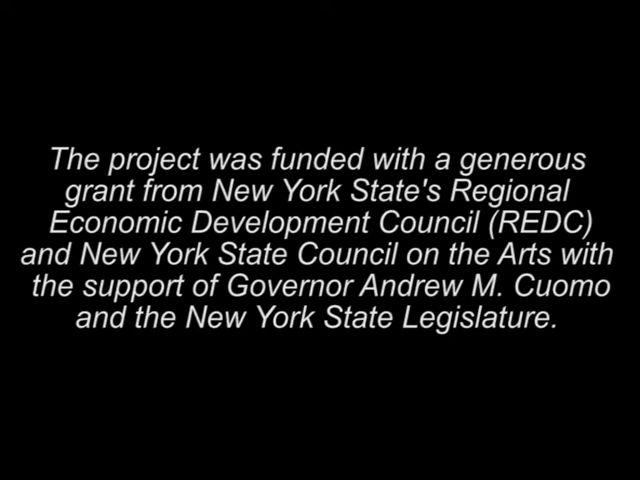 The project was funded with a generous
grant from New York State's Regional
Economic Development Council (REDC)
and New York State Council on the Arts with
the support of Governor Andrew M. Cuomo
and the New York State Legislature.